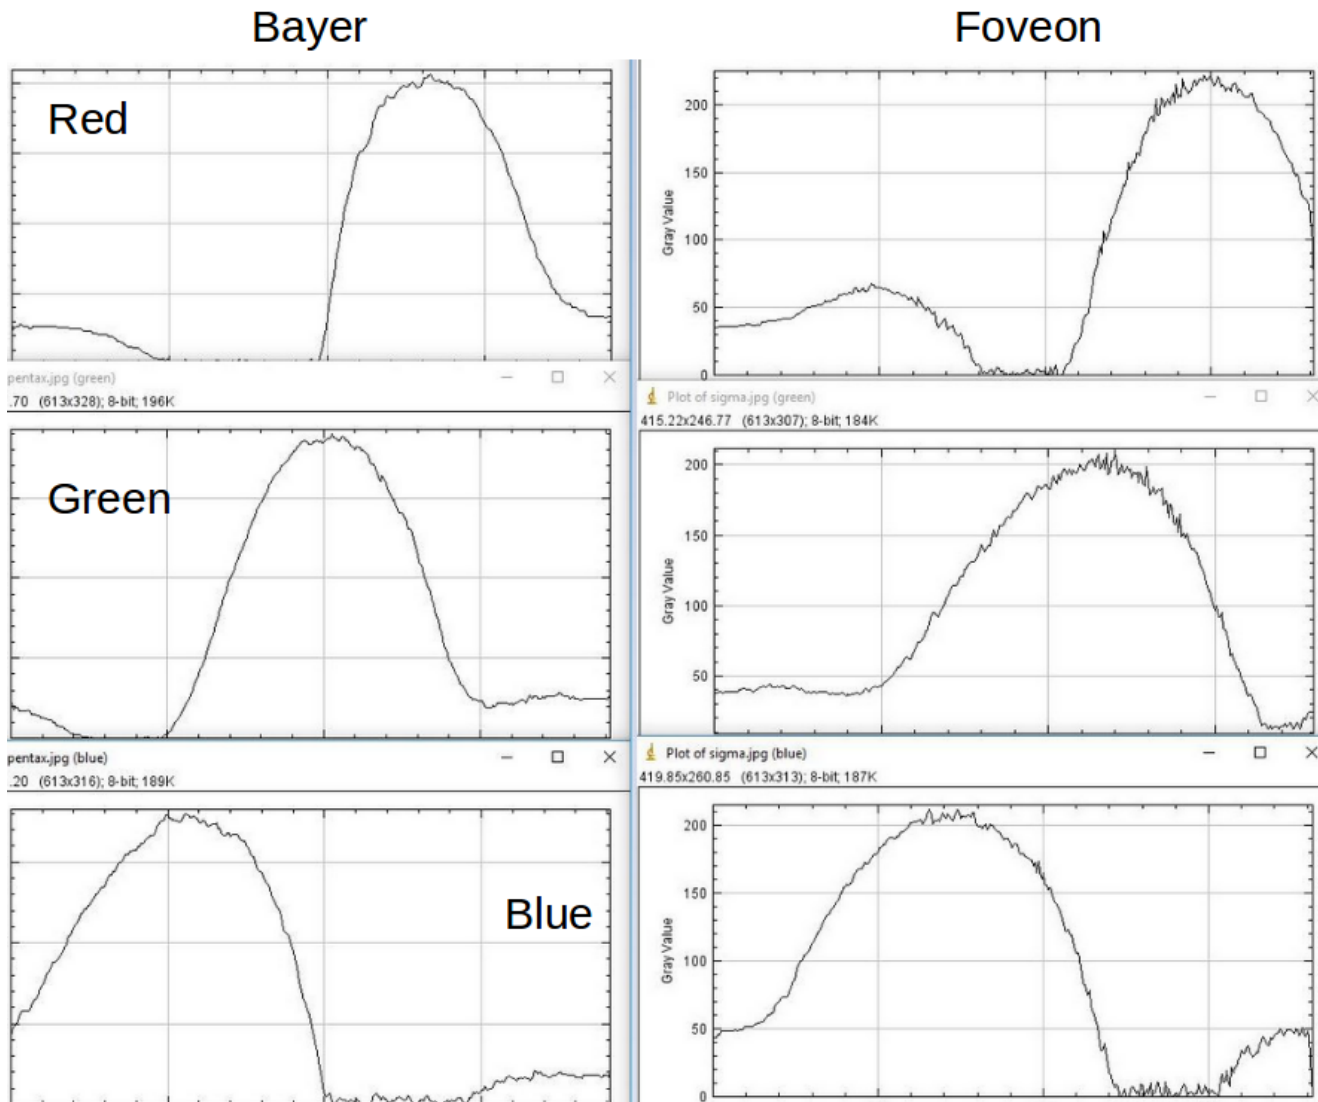 Bayer
Foveon
Red
200
150
100
50
0
Gray Value
pentax.jpg (green)
.70 (613x328); 8-bit; 196K
Plot of sigma.jpg (green)
415.22x246.77 (613x307); 8-bit; 184K
Green
200
150
100
50
Gray Value
pentax.jpg (blue)
.20 (613x316); 8-bit; 189K
Plot of sigma.jpg (blue)
419.85x260.85 (613x313); 8-bit; 187K
Blue
200
150
100
50
0
Gray Value